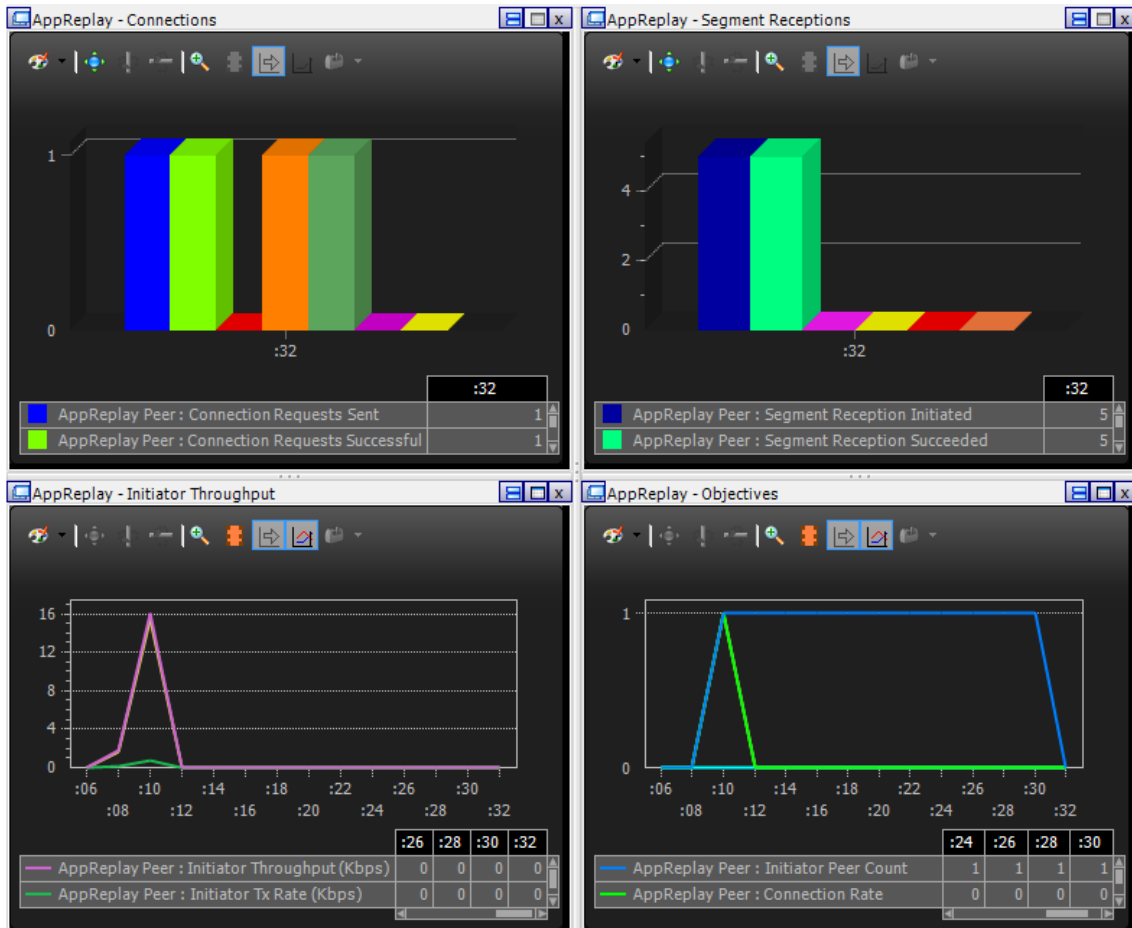 AppReplay - Connections
1
0
:32
:32
AppReplay Peer : Connection Requests Sent 1
AppReplay Peer : Connection Requests Successful 1
AppReplay - Segment Receptions
4
2
0
:32
:32
AppReplay Peer : Segment Reception Initiated 5
AppReplay Peer : Segment Reception Succeeded 5
AppReplay - Initiator Throughput
16
12
8
4
0
:06 :10 :14 :18 :22 :26 :30
:08 :12 :16 :20 :24 :28 :32
:26 :28 :30 :32
AppReplay Peer : Initiator Throughput (Kbps) 0 0 0 0
AppReplay Peer : Initiator Tx Rate (Kbps) 0 0 0 0
AppReplay - Objectives
1
0
:06 :10 :14 :18 :22 :26 :30
:08 :12 :16 :20 :24 :28 :32
:24 :26 :28 :30
AppReplay Peer : Initiator Peer Count 1 1 1 1
AppReplay Peer : Connection Rate 0 0 0 0